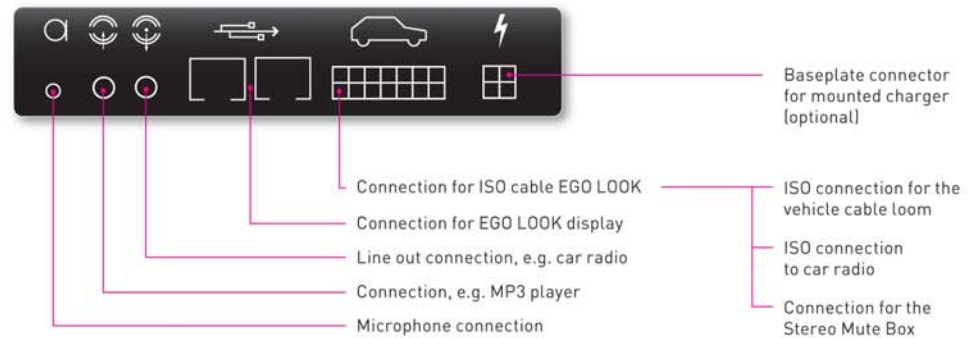 Baseplate connector
for mounted charger
(optional)
Connection for ISO cable EGO LOOK
ISO connection for the
vehicle cable loom
Connection for EGO LOOK display
ISO connection
to car radio
Line out connection, e.g. car radio
Connection, e.g. MP3 player
Connection for the
Stereo Mute Box
Microphone connection